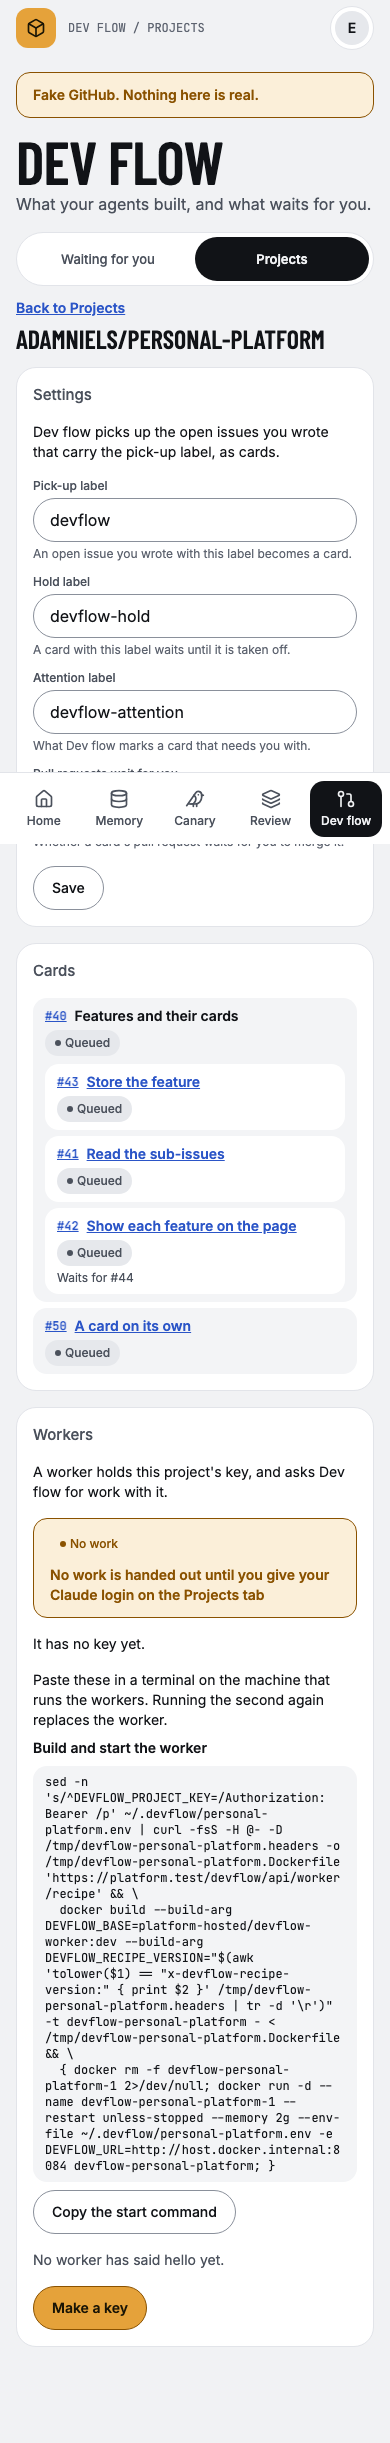 DEV FLOW / PROJECTS
E
Fake GitHub. Nothing here is real.
DEV FLOW
What your agents built, and what waits for you.
Waiting for you
Projects
Back to Projects
ADAMNIELS/PERSONAL-PLATFORM
Settings
Dev flow picks up the open issues you wrote
that carry the pick-up label, as cards.
Pick-up label
devflow
An open issue you wrote with this label becomes a card.
Hold label
devflow-hold
A card with this label waits until it is taken off.
Attention label
devflow-attention
What Dev flow marks a card that needs you with.
Home
Memory
Canary
Review
Dev flow
Save
Cards
#40 Features and their cards
Queued
#43 Store the feature
Queued
#41 Read the sub-issues
Queued
#42 Show each feature on the page
Queued
Waits for #44
#50 A card on its own
Queued
Workers
A worker holds this project's key, and asks Dev
flow for work with it.
No work
No work is handed out until you give your
Claude login on the Projects tab
It has no key yet.
Paste these in a terminal on the machine that
runs the workers. Running the second again
replaces the worker.
Build and start the worker
sed -n
's/^DEVFLOW_PROJECT_KEY=/Authorization:
Bearer /p' ~/.devflow/personal-
platform.env | curl -fsS -H @- -D
/tmp/devflow-personal-platform.headers -o
/tmp/devflow-personal-platform.Dockerfile
'https://platform.test/devflow/api/worker
/recipe' && \
docker build --build-arg
DEVFLOW_BASE=platform-hosted/devflow-
worker:dev --build-arg
DEVFLOW_RECIPE_VERSION="$(awk
'tolower($1) == "x-devflow-recipe-
version:" { print $2 }' /tmp/devflow-
personal-platform.headers | tr -d '\r')"
-t devflow-personal-platform - <
/tmp/devflow-personal-platform.Dockerfile
&& \
{ docker rm -f devflow-personal-
platform-1 2>/dev/null; docker run -d --
name devflow-personal-platform-1 --
restart unless-stopped --memory 2g --env-
file ~/.devflow/personal-platform.env -e
DEVFLOW_URL=http://host.docker.internal:8
084 devflow-personal-platform; }
Copy the start command
No worker has said hello yet.
Make a key